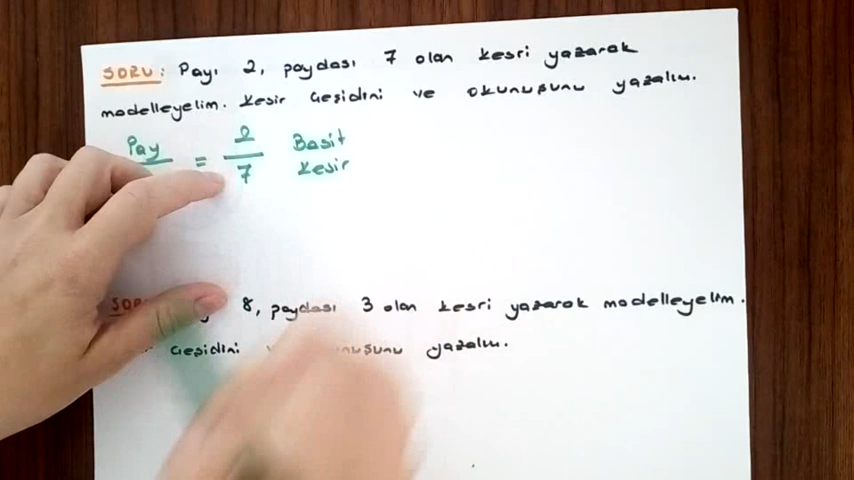 SORU: Payı 2, paydası 7 olan kesri yazarak
modelleyelim. Kesir çeşidini ve okunuşunu yazalım.
Pay = 2/7 Basit
Kesir
8, paydası 3 olan kesri yazarak modelleyelim.
çeşidini yazalım.